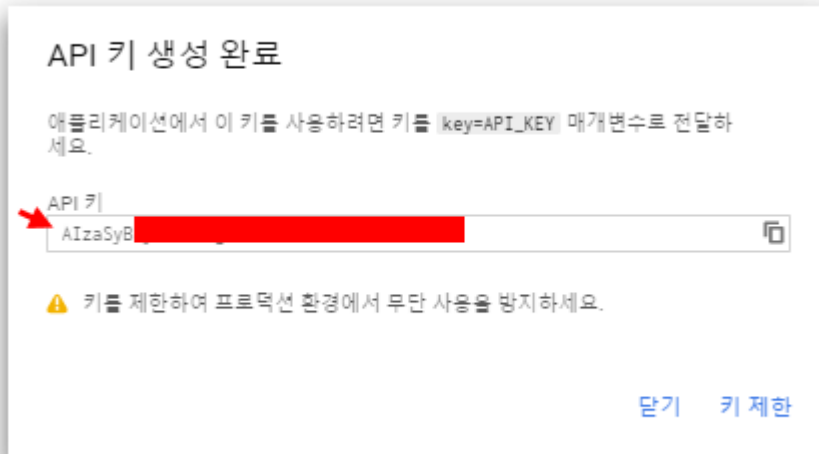 API 키 생성 완료
애플리케이션에서 이 키를 사용하려면 키를 key=API_KEY 매개변수로 전달하
세요.
API 키
AIzaSyB
키를 제한하여 프로덕션 환경에서 무단 사용을 방지하세요.
닫기 키 제한